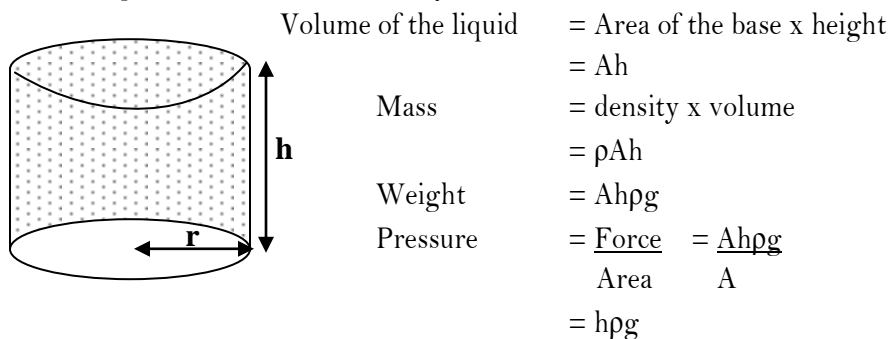 Volume of the liquid = Area of the base x height
= Ah
Mass = density x volume
h
= ρAh
Weight = Ahρg
r
Pressure = Force = Ahρg
Area A
= hρg